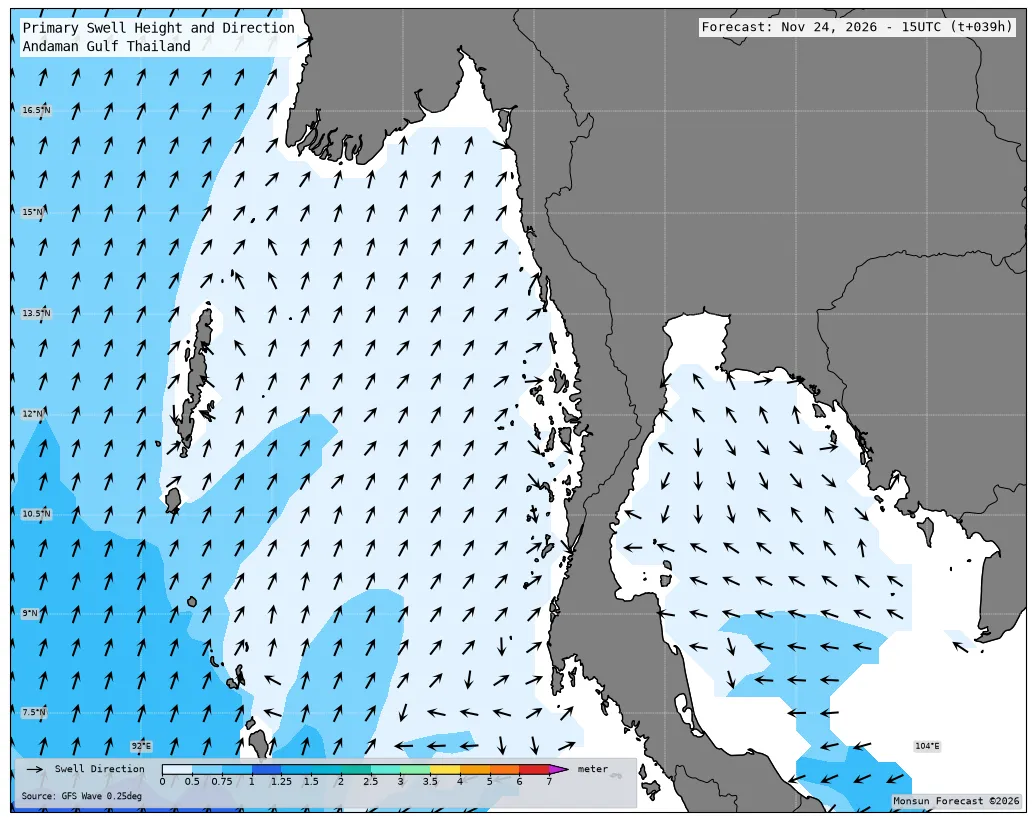 Primary Swell Height and Direction
Andaman Gulf Thailand
Forecast: Nov 24, 2026 - 15UTC (t+039h)
16.5°N
15°N
13.5°N
12°N
10.5°N
9°N
7.5°N
92°E
104°E
Swell Direction
0 0.5 0.75 1 1.25 1.5 2 2.5 3 3.5 4 5 6 7
meter
Source: GFS Wave 0.25deg
Monsun Forecast ©2026